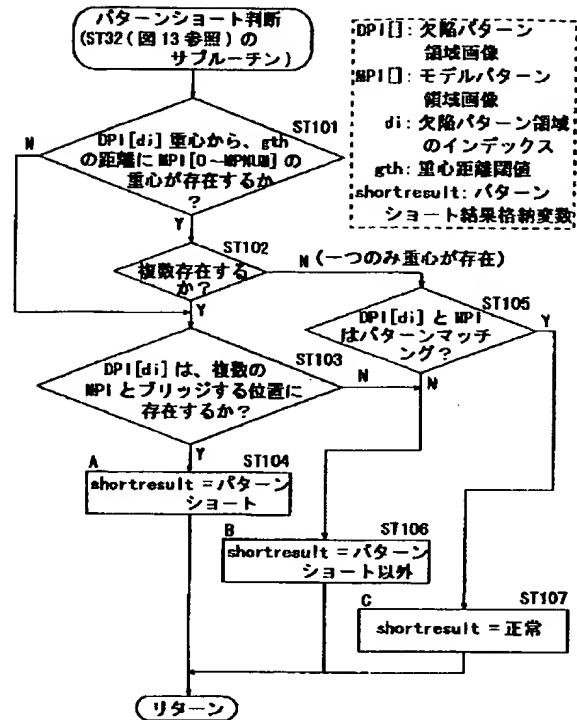 パターンショート判断
(ST32(図13参照)の
サブルーチン)
DPI[]:欠陥パターン
領域画像
MPI[]:モデルパターン
領域画像
di:欠陥パターン領域
のインデックス
gth:重心距離閾値
shortresult:パターン
ショート結果格納変数
ST101
DPI[di]重心から、gth
の距離にMPI[0~MPNUM]の
重心が存在するか
?
N
Y
ST102
複数存在する
か?
N(一つのみ重心が存在)
Y
ST105
DPI[di]とMPI
はパターンマッチ
ング?
Y
N
ST103
DPI[di]は、複数の
MPIとブリッジする位置に
存在するか?
N
Y
A
ST104
shortresult=パターン
ショート
B
ST106
shortresult=パターン
ショート以外
C
ST107
shortresult=正常
リターン